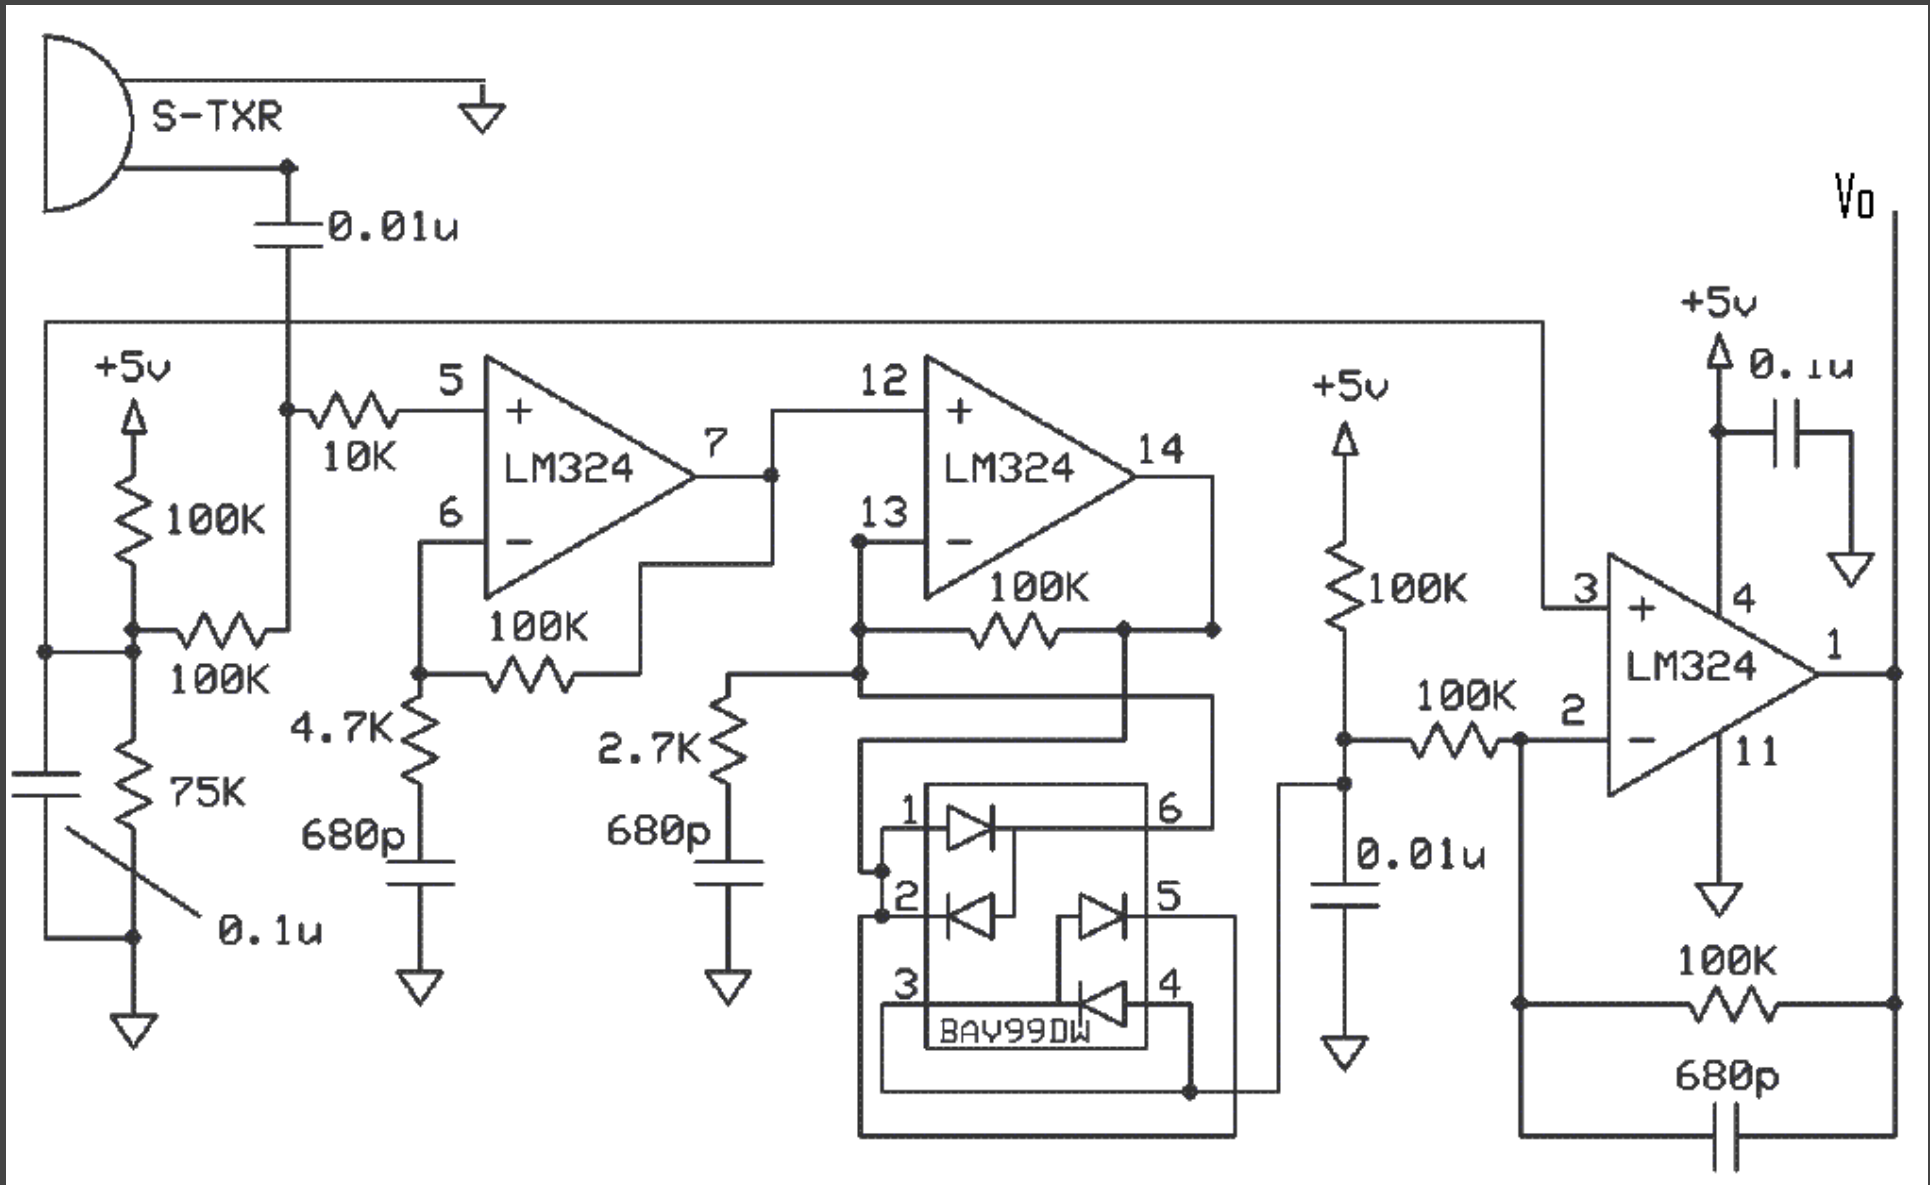 S-TXR
0.01u
Vo
+5v
0.1u
+5v
5
12
+5v
+
+
10K
7
14
LM324
LM324
100K
6
13
-
-
100K
100K
3
+
4
100K
100K
LM324
1
100K
2
-
11
4.7K
2.7K
75K
1
6
680p
680p
0.01u
2
5
0.1u
3
4
BAV99DW
100K
680p